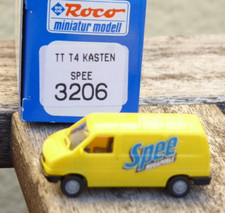 Roco
miniatur modell
TT T4 KASTEN
SPEE
3206
Spee